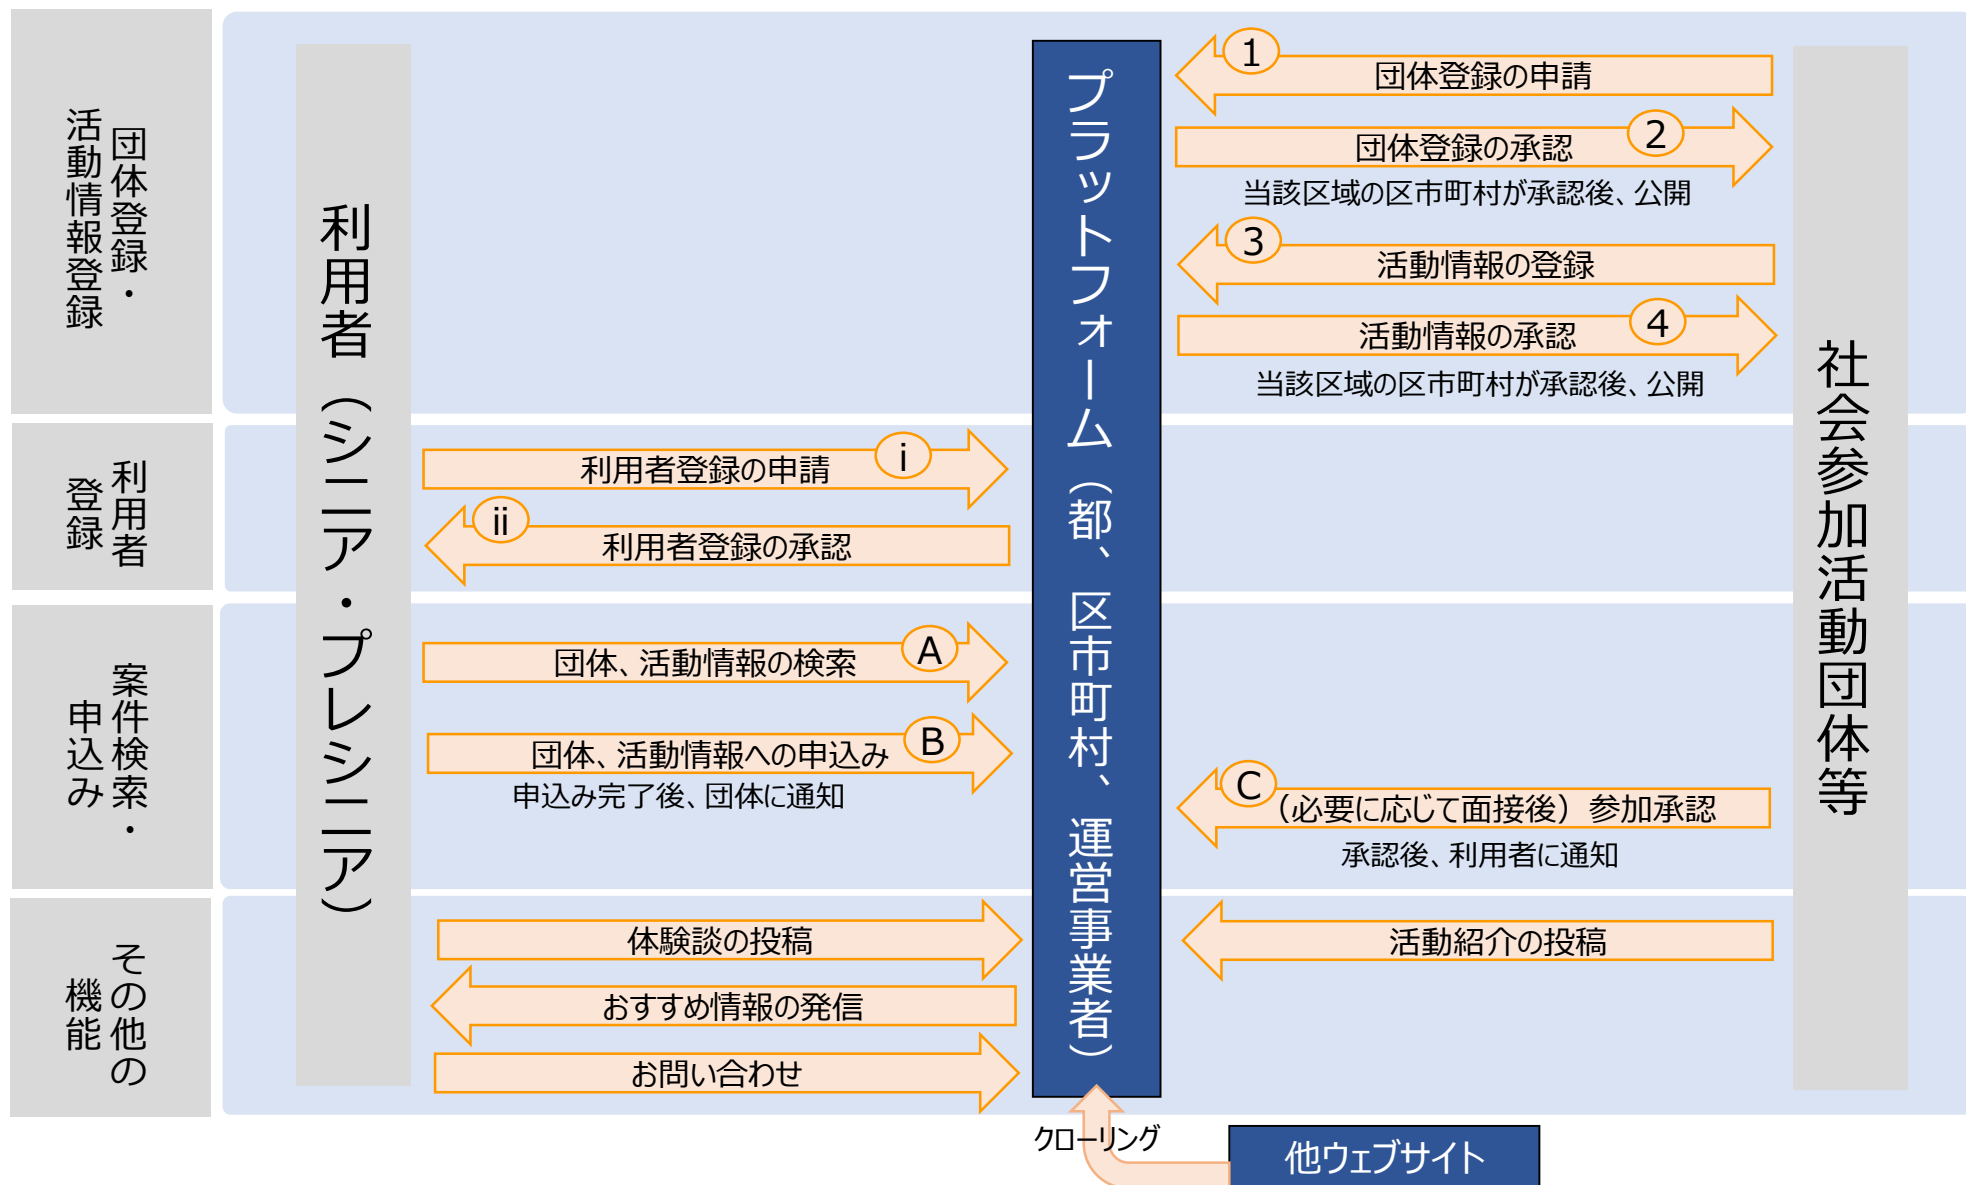 団体登録・
活動情報登録
利用者
登録
案件検索・
申込み
その他の
機能
利用者（シニア・プレシニア）
プラットフォーム（都、区市町村、運営事業者）
社会参加活動団体等
1
団体登録の申請
2
団体登録の承認
当該区域の区市町村が承認後、公開
3
活動情報の登録
4
活動情報の承認
当該区域の区市町村が承認後、公開
i
利用者登録の申請
ii
利用者登録の承認
A
団体、活動情報の検索
B
団体、活動情報への申込み
申込み完了後、団体に通知
C
（必要に応じて面接後）参加承認
承認後、利用者に通知
体験談の投稿
活動紹介の投稿
おすすめ情報の発信
お問い合わせ
クローリング
他ウェブサイト